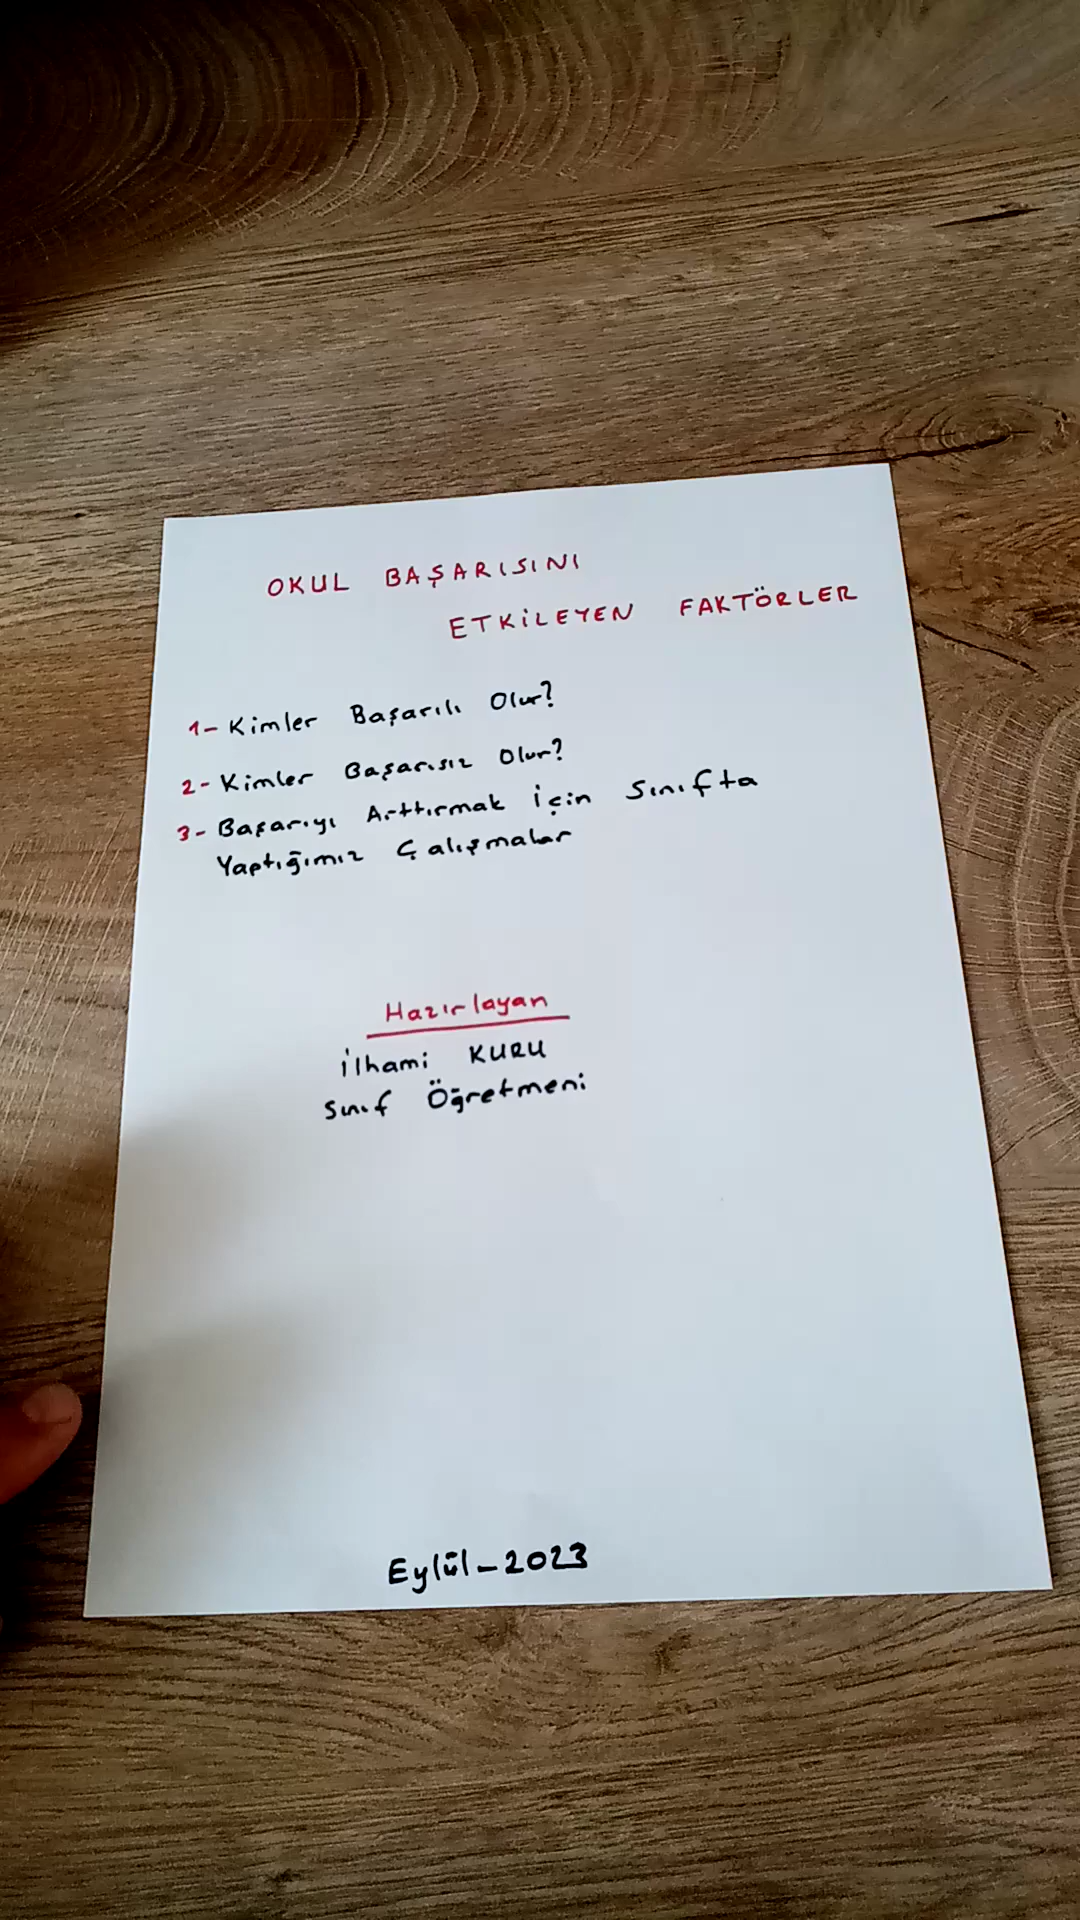 OKUL BAŞARISINI
ETKİLEYEN FAKTÖRLER
1- Kimler Başarılı Olur?
2- Kimler Başarısız Olur?
3- Başarıyı Arttırmak İçin Sınıfta
Yaptığımız Çalışmalar
Hazırlayan
İlhami KURU
Sınıf Öğretmeni
Eylül-2023